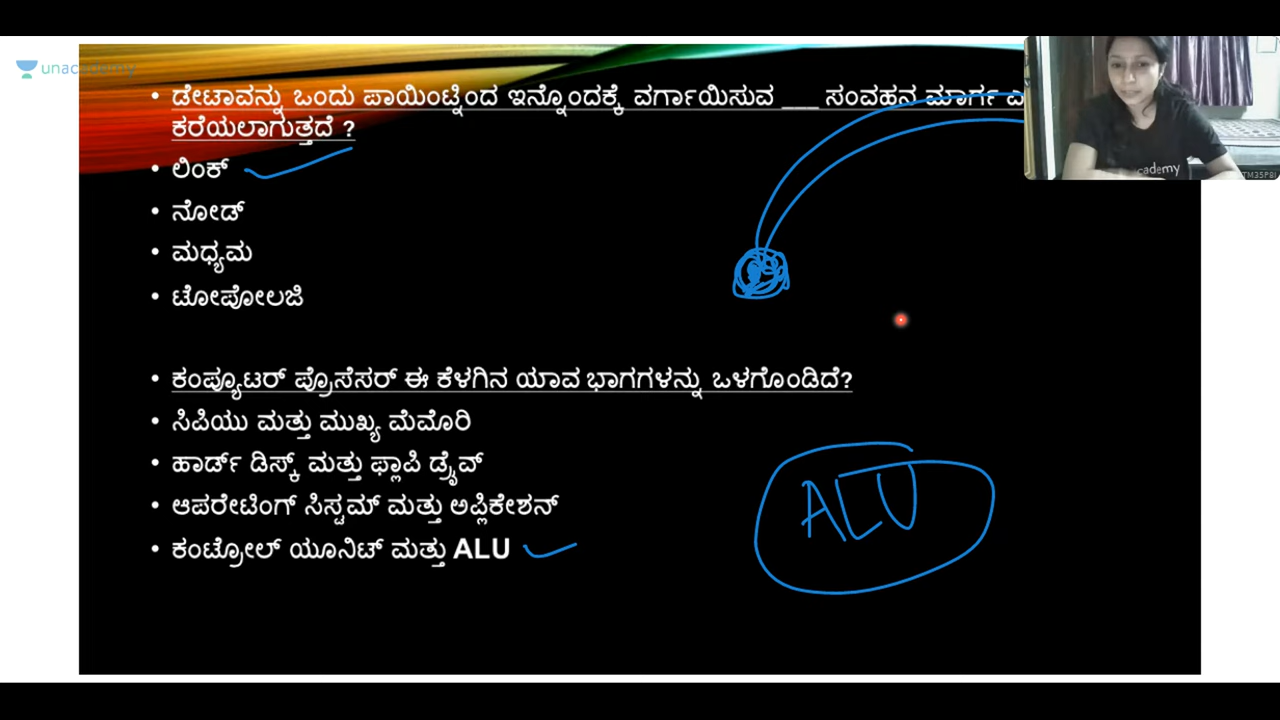 unacademy
ಡೇಟಾವನ್ನು ಒಂದು ಪಾಯಿಂಟ್ನಿಂದ ಇನ್ನೊಂದಕ್ಕೆ ವರ್ಗಾಯಿಸುವ ___ ಸಂವಹನ ಮಾರ್ಗ
ಕರೆಯಲಾಗುತ್ತದೆ ?
ಲಿಂಕ್
ನೋಡ್
ಮಧ್ಯಮ
ಟೋಪೋಲಜಿ
ಕಂಪ್ಯೂಟರ್ ಪ್ರೊಸೆಸರ್ ಈ ಕೆಳಗಿನ ಯಾವ ಭಾಗಗಳನ್ನು ಒಳಗೊಂಡಿದೆ?
ಸಿಪಿಯು ಮತ್ತು ಮುಖ್ಯ ಮೆಮೊರಿ
ಹಾರ್ಡ್ ಡಿಸ್ಕ್ ಮತ್ತು ಫ್ಲಾಪಿ ಡ್ರೈವ್
ಆಪರೇಟಿಂಗ್ ಸಿಸ್ಟಮ್ ಮತ್ತು ಅಪ್ಲಿಕೇಶನ್
ಕಂಟ್ರೋಲ್ ಯೂನಿಟ್ ಮತ್ತು ALU
ALU
TM35P8I